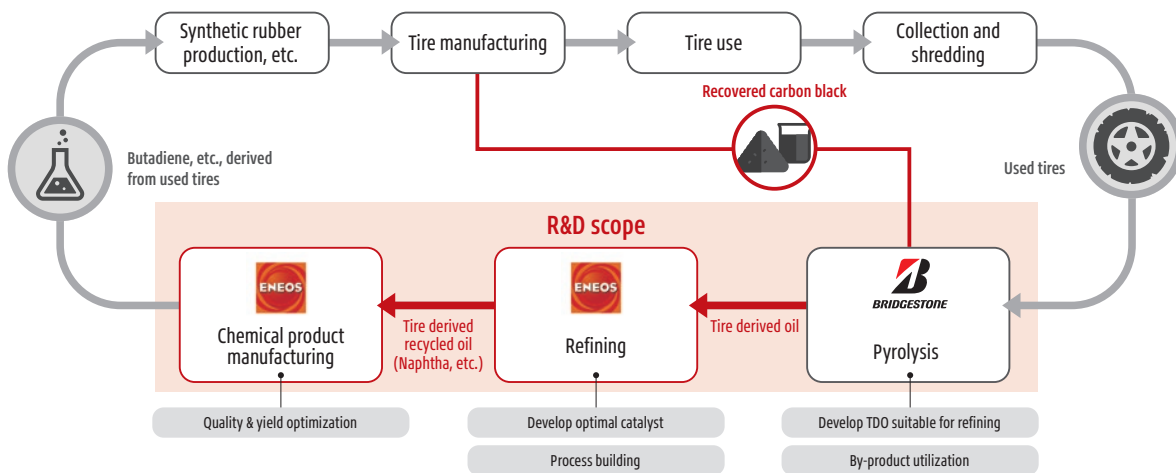 Synthetic rubber
production, etc.
Tire manufacturing
Tire use
Collection and
shredding
Recovered carbon black
Butadiene, etc., derived
from used tires
Used tires
R&D scope
ENEOS
Chemical product
manufacturing
Tire derived
recycled oil
(Naphtha, etc.)
ENEOS
Refining
Tire derived oil
BRIDGESTONE
Pyrolysis
Quality & yield optimization
Develop optimal catalyst
Process building
Develop TDO suitable for refining
By-product utilization